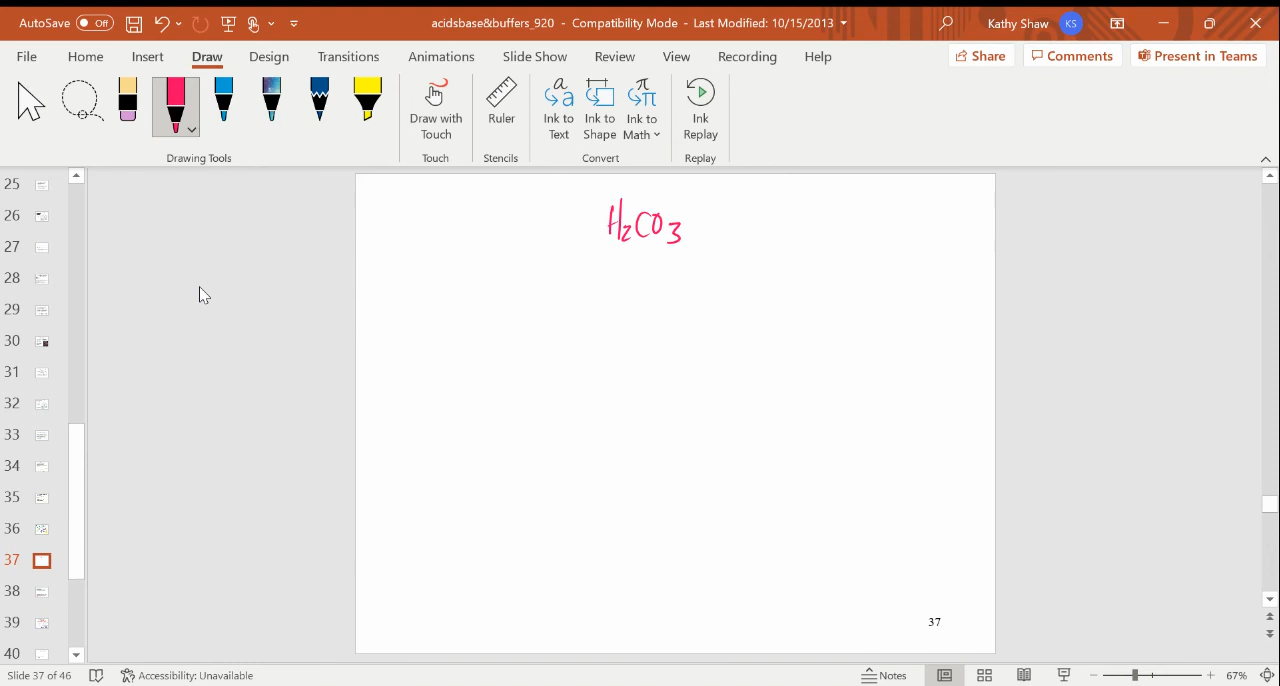 AutoSave Off acidsbase&buffers_920 - Compatibility Mode - Last Modified: 10/15/2013 Kathy Shaw KS
File Home Insert Draw Design Transitions Animations Slide Show Review View Recording Help Share Comments Present in Teams
Draw with Touch
Ruler
Ink to Text
Ink to Shape
Ink to Math
Ink Replay
Drawing Tools Touch Stencils Convert Replay
25
26
27
28
29
30
31
32
33
34
35
36
37
38
39
40
H₂CO₃
37
Slide 37 of 46 Accessibility: Unavailable Notes 67%